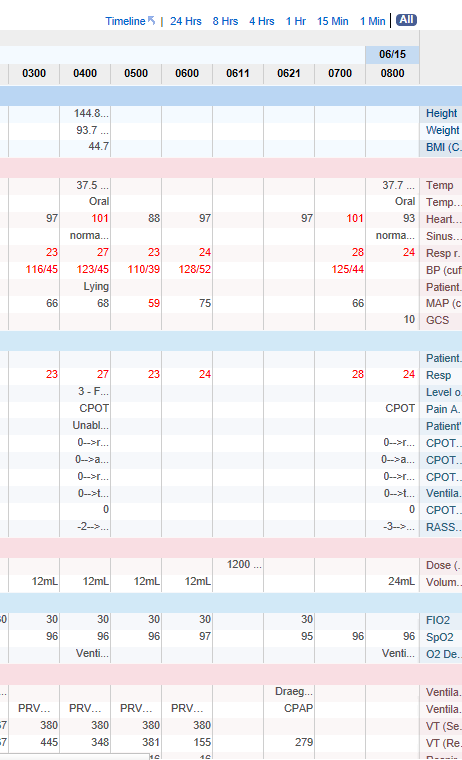 Timeline | 24 Hrs 8 Hrs 4 Hrs 1 Hr 15 Min 1 Min All
06/15
0300 0400 0500 0600 0611 0621 0700 0800
144.8... Height
93.7 ... Weight
44.7 BMI (C.
37.5 ... 37.7 ... Temp
Oral Oral Temp...
97 101 88 97 97 101 93 Heart...
norma... norma... Sinus...
23 27 23 24 28 24 Resp r.
116/45 123/45 110/39 128/52 125/44 BP (cuf
Lying Patient.
66 68 59 75 66 MAP (c
10 GCS
Patient.
23 27 23 24 28 24 Resp
3 - F... Level o.
CPOT CPOT Pain A.
Unabl... Patient'
0-->r... 0-->r... CPOT..
0-->a... 0-->a... CPOT..
0-->r... 0-->r... CPOT..
0-->t... 0-->t... Ventila.
0 0 CPOT..
-2-->... -3-->... RASS..
1200 ... Dose (.
12mL 12mL 12mL 12mL 24mL Volum..
30 30 30 30 30 30 FIO2
96 96 96 97 95 96 96 SpO2
Venti... Venti... O2 De..
... Draeg... Ventila.
PRV... PRV... PRV... PRV... CPAP Ventila.
67 380 380 380 380 VT (Se.
67 445 348 381 155 279 VT (Re.